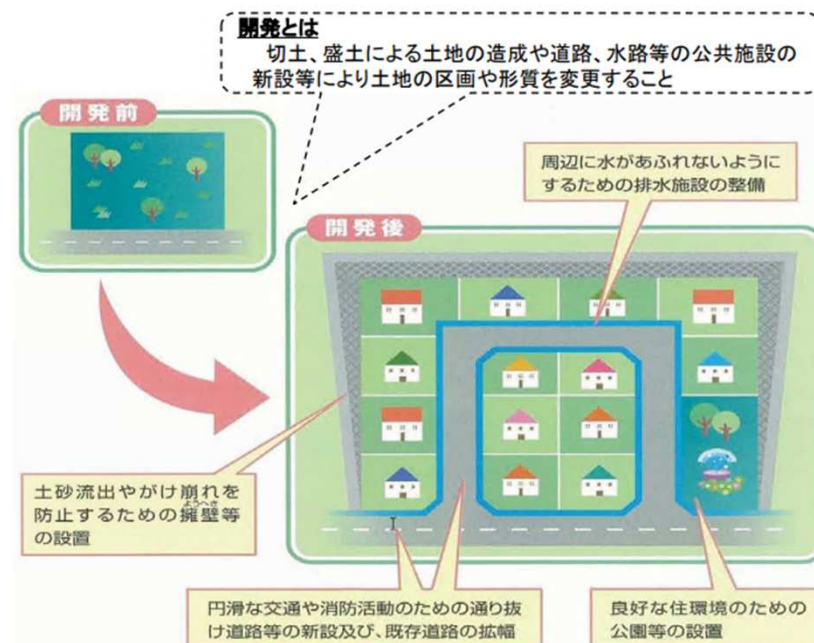 開発とは
切土、盛土による土地の造成や道路、水路等の公共施設の
新設等により土地の区画や形質を変更すること
開発前
周辺に水があふれないように
するための排水施設の整備
開発後
土砂流出やがけ崩れを
防止するための擁壁等
ようへき
の設置
円滑な交通や消防活動のための通り抜
け道路等の新設及び、既存道路の拡幅
良好な住環境のための
公園等の設置